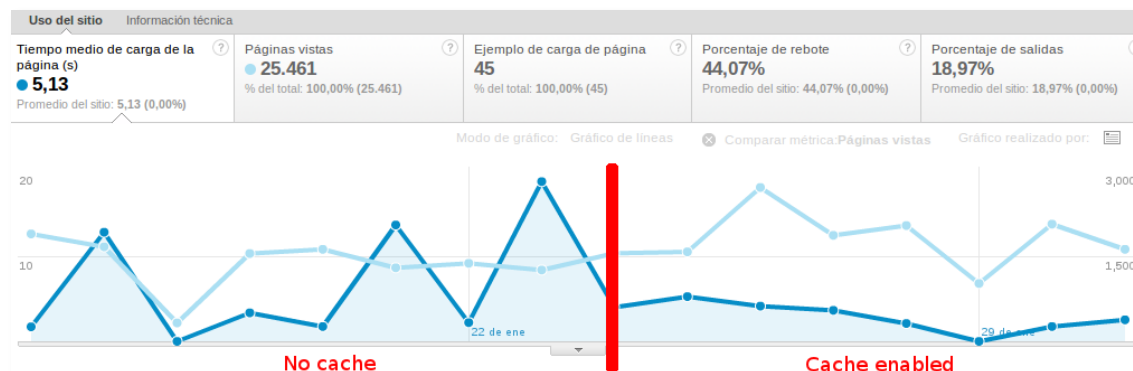 Uso del sitio Información técnica
Tiempo medio de carga de la página (s) ?
5,13
Promedio del sitio: 5,13 (0,00%)
Páginas vistas ?
25.461
% del total: 100,00% (25.461)
Ejemplo de carga de página ?
45
% del total: 100,00% (45)
Porcentaje de rebote ?
44,07%
Promedio del sitio: 44,07% (0,00%)
Porcentaje de salidas ?
18,97%
Promedio del sitio: 18,97% (0,00%)
Modo de gráfico: Gráfico de líneas Comparar métrica:Páginas vistas Gráfico realizado por:
20 3,000
10 1,500
22 de ene 29 de ene
No cache Cache enabled